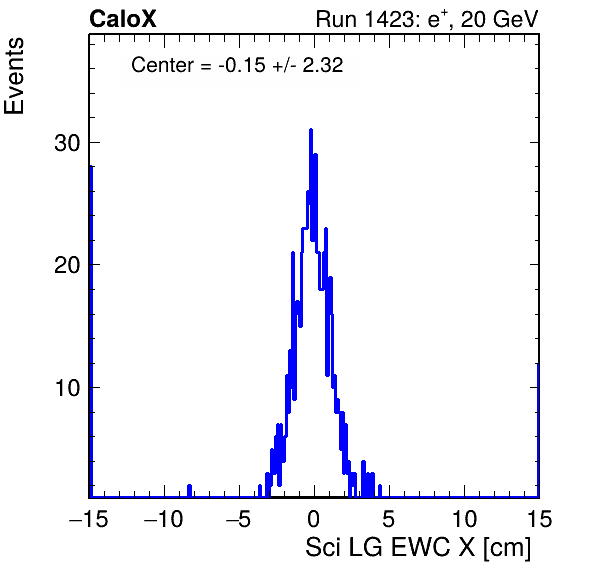 CaloX Run 1423: e⁺, 20 GeV
Center = -0.15 +/- 2.32
Events
30
20
10
−15 −10 −5 0 5 10 15
Sci LG EWC X [cm]